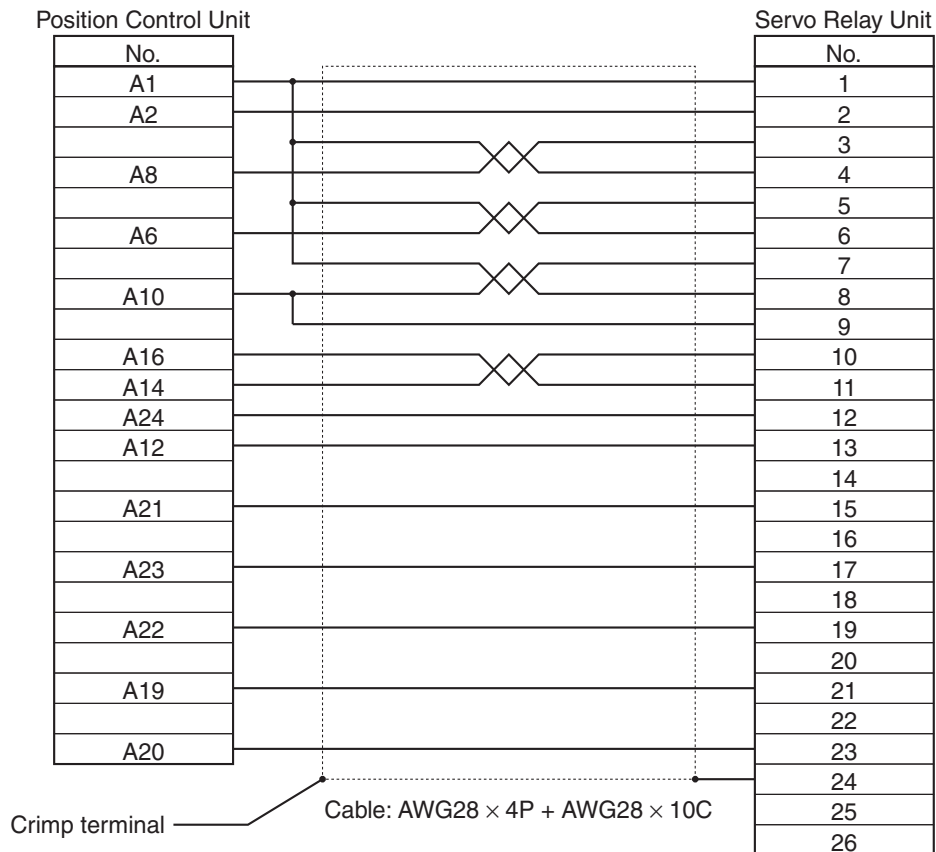 Position Control Unit
Servo Relay Unit
No.
No.
A1
1
A2
2
3
A8
4
5
A6
6
7
A10
8
9
A16
10
A14
11
A24
12
A12
13
14
A21
15
16
A23
17
18
A22
19
20
A19
21
22
A20
23
24
Cable: AWG28 × 4P + AWG28 × 10C
25
Crimp terminal
26